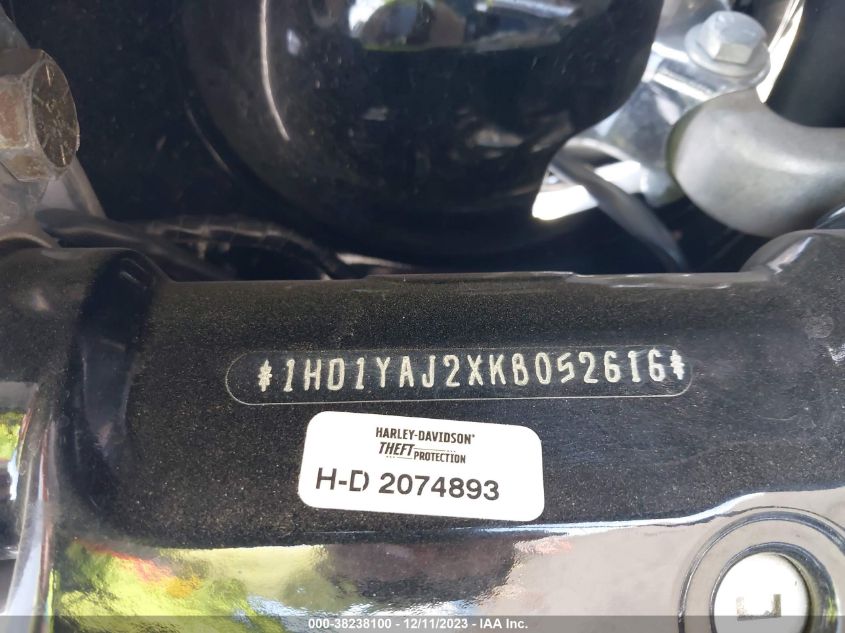 *1HD1YAJ2XKB052616*
HARLEY-DAVIDSON®
THEFT PROTECTION
H-D 2074893
000-38238100 - 12/11/2023 - IAA Inc.